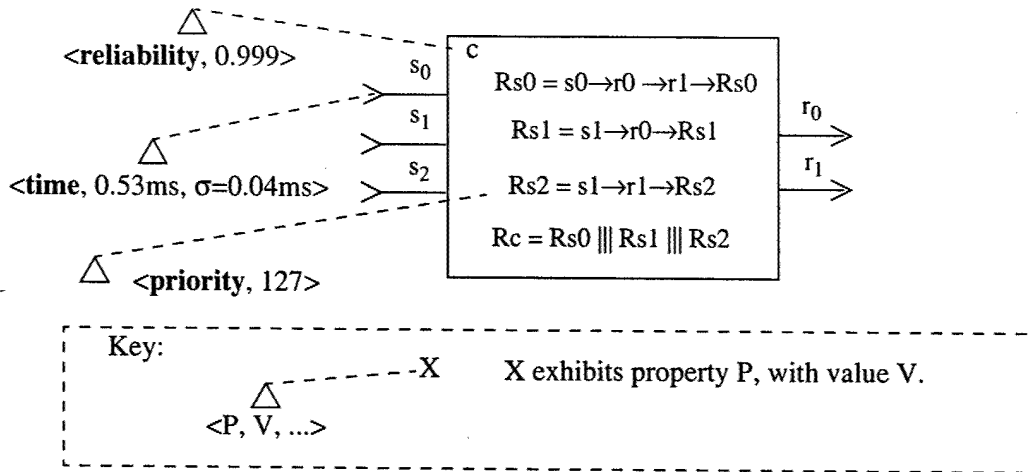 <reliability, 0.999>
c
s0
Rs0 = s0→r0 →r1→Rs0
r0
s1
Rs1 = s1→r0→Rs1
r1
<time, 0.53ms, σ=0.04ms>
s2
Rs2 = s1→r1→Rs2
Rc = Rs0 ||| Rs1 ||| Rs2
<priority, 127>
Key:
X
X exhibits property P, with value V.
<P, V, ...>